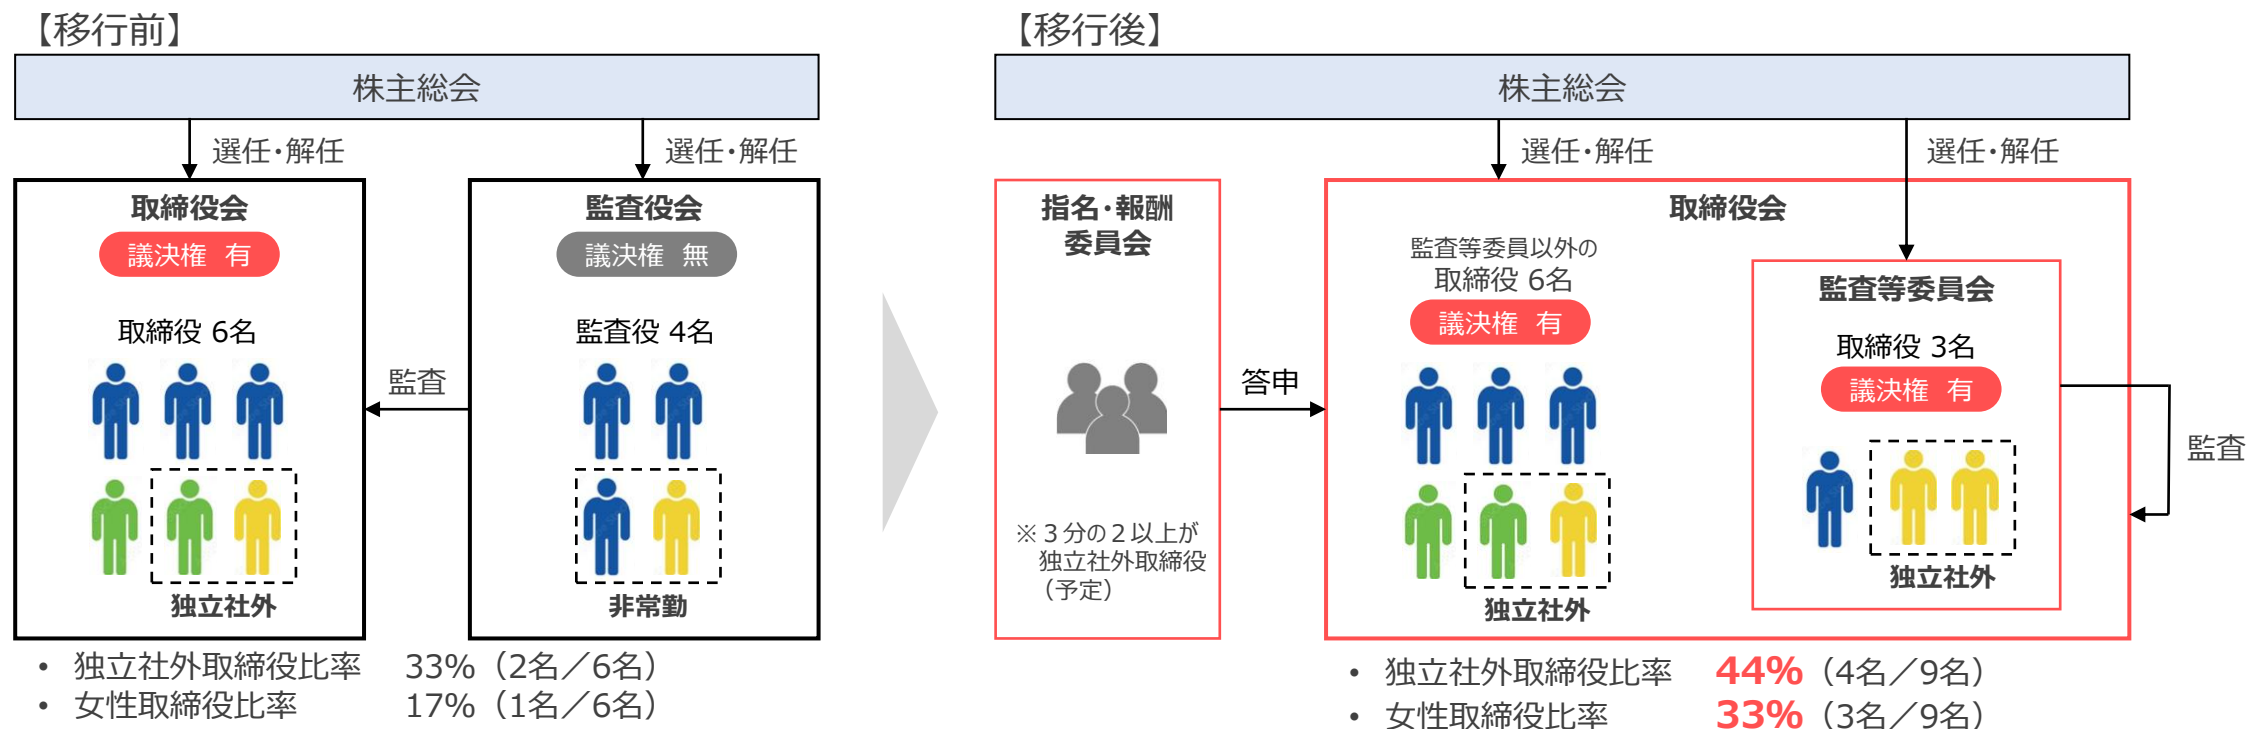 【移行前】
株主総会
選任・解任
選任・解任
取締役会
議決権 有
取締役 6名
独立社外
監査
監査役会
議決権 無
監査役 4名
非常勤
• 独立社外取締役比率 33%（2名／6名）
• 女性取締役比率 17%（1名／6名）
【移行後】
株主総会
選任・解任
選任・解任
指名・報酬
委員会
※３分の２以上が
独立社外取締役
（予定）
答申
取締役会
監査等委員以外の
取締役 6名
議決権 有
独立社外
監査等委員会
取締役 3名
議決権 有
独立社外
監査
• 独立社外取締役比率 44%（4名／9名）
• 女性取締役比率 33%（3名／9名）